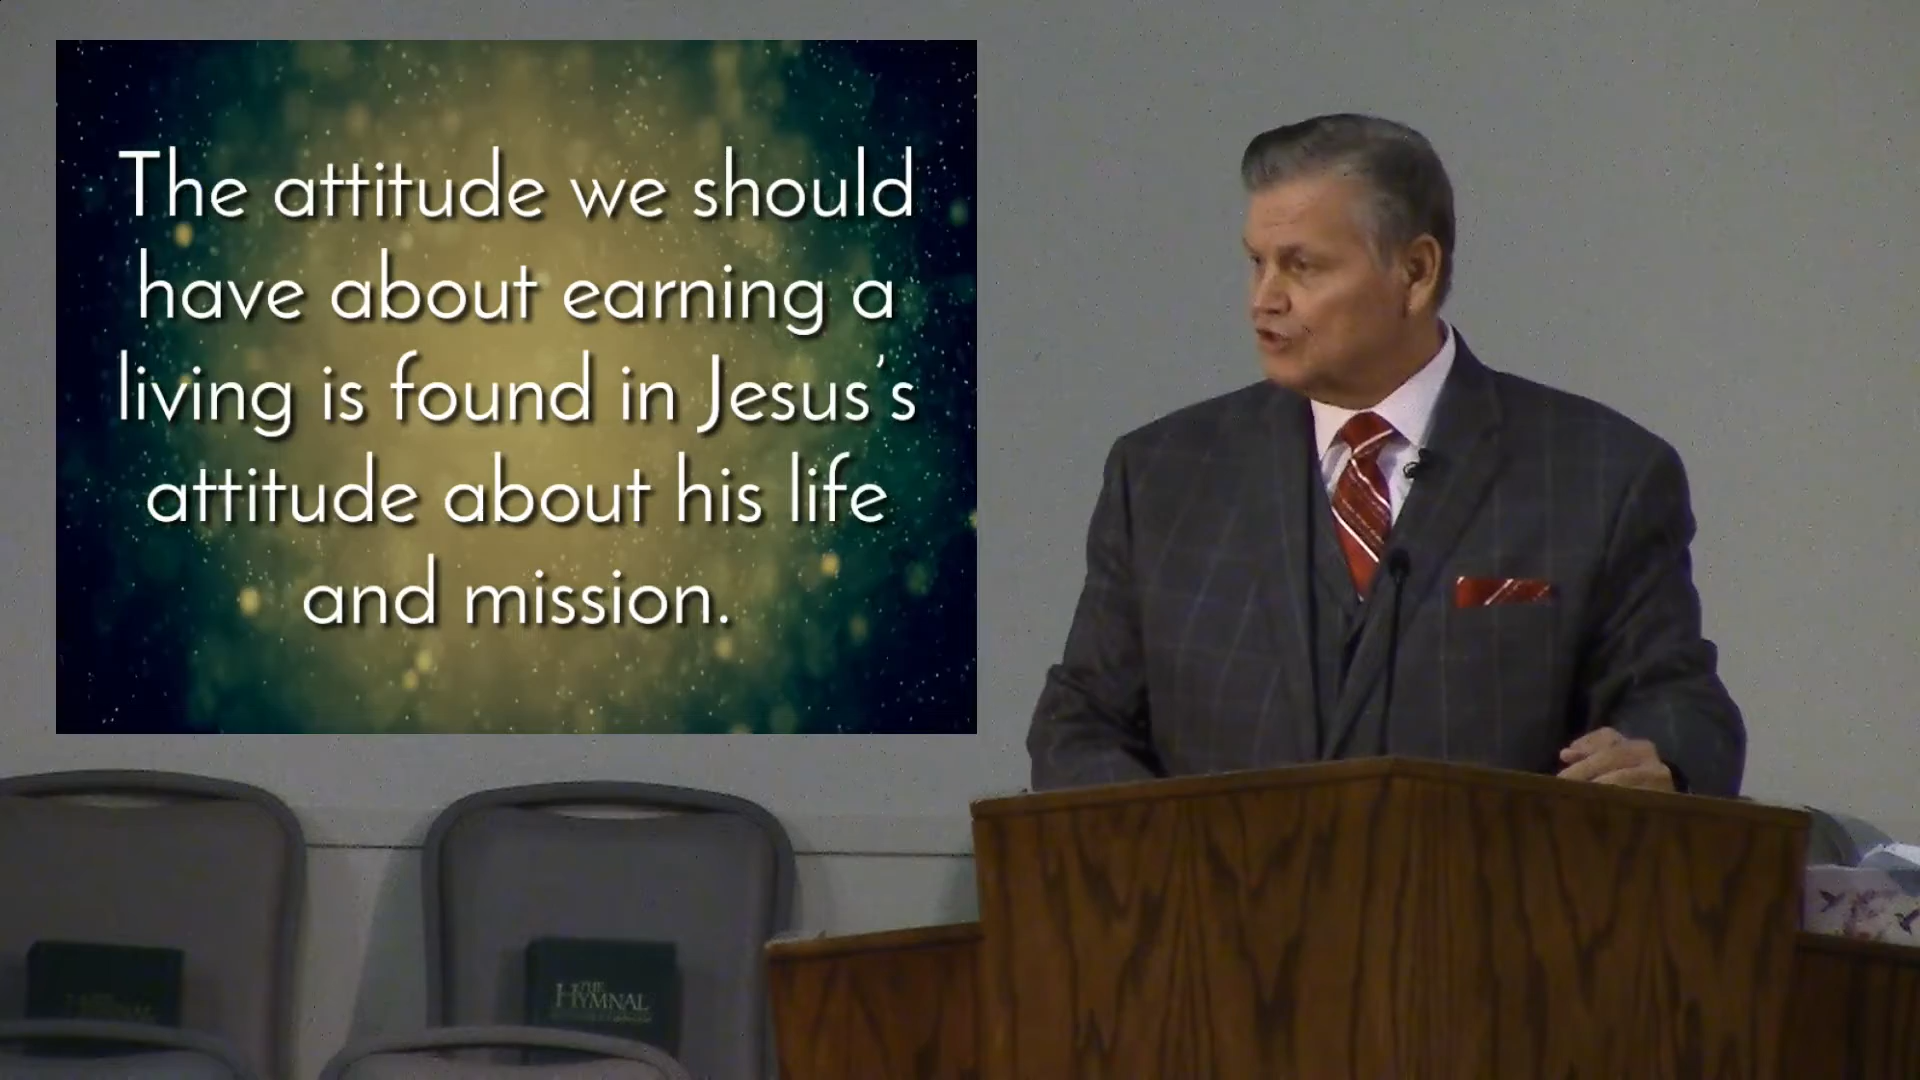 The attitude we should
have about earning a
living is found in Jesus's
attitude about his life
and mission.
THE
HYMNAL